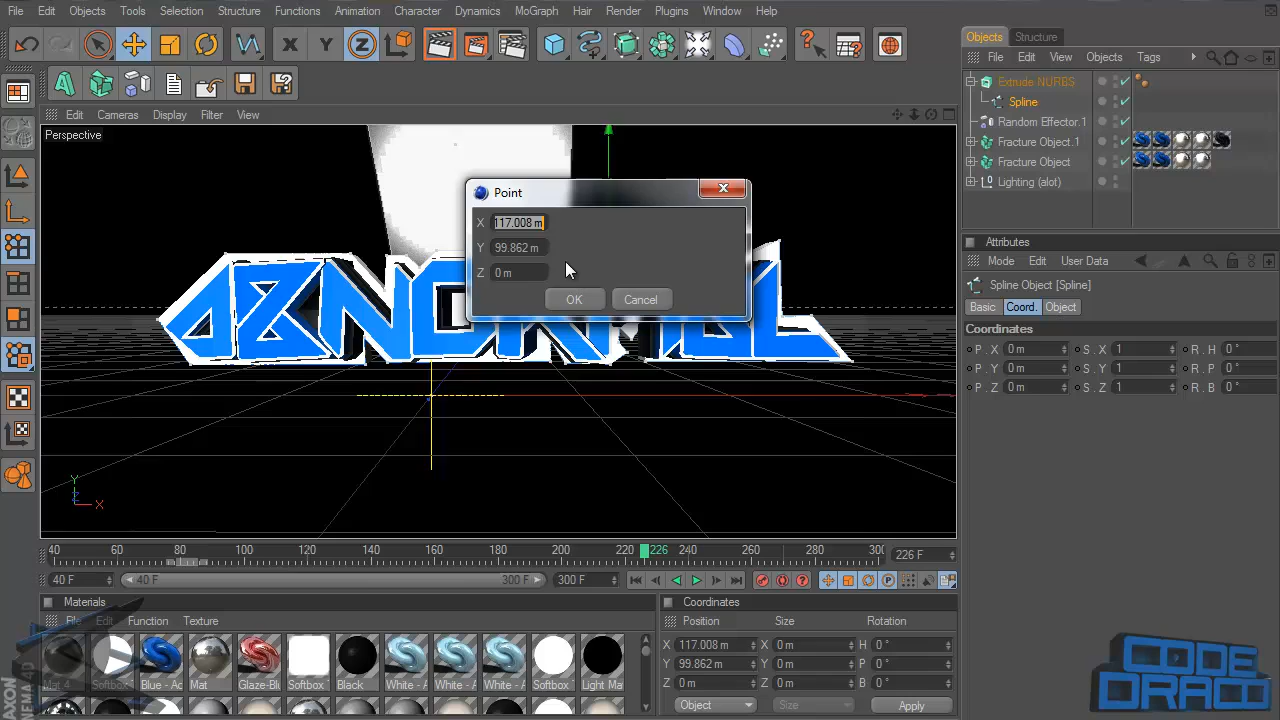 File Edit Objects Tools Selection Structure Functions Animation Character Dynamics MoGraph Hair Render Plugins Window Help
Objects Structure
File Edit View Objects Tags
Extrude NURBS
Spline
Random Effector.1
Fracture Object.1
Fracture Object
Lighting (alot)
Edit Cameras Display Filter View
Perspective
Point
X 117.008 m
Y 99.862 m
Z 0 m
OK Cancel
Attributes
Mode Edit User Data
Spline Object [Spline]
Basic Coord. Object
Coordinates
P . X 0 m S . X 1 R . H 0 °
P . Y 0 m S . Y 1 R . P 0 °
P . Z 0 m S . Z 1 R . B 0 °
Y
Z
X
40 60 80 100 120 140 160 180 200 220 226 240 260 280 300 226 F
40 F 40 F 300 F 300 F
Materials
File Edit Function Texture
Mat 4 Softbox Blue - Ac Mat Glaze-Blu Softbox Black White - A White - A White - A Softbox Light Mat
Coordinates
Position Size Rotation
X 117.008 m X 0 m H 0 °
Y 99.862 m Y 0 m P 0 °
Z 0 m Z 0 m B 0 °
Object Size Apply
CODE
DRACO